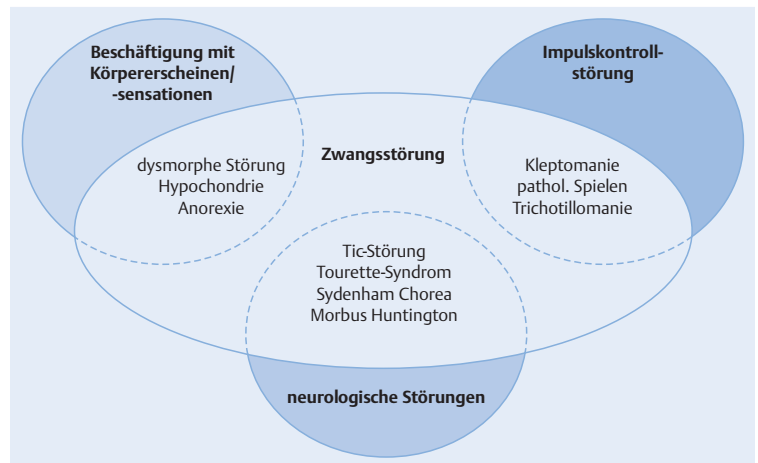 Beschäftigung mit
Körpererscheinen/
-sensationen
Impulskontroll-
störung
Zwangsstörung
dysmorphe Störung
Hypochondrie
Anorexie
Kleptomanie
pathol. Spielen
Trichotillomanie
Tic-Störung
Tourette-Syndrom
Sydenham Chorea
Morbus Huntington
neurologische Störungen